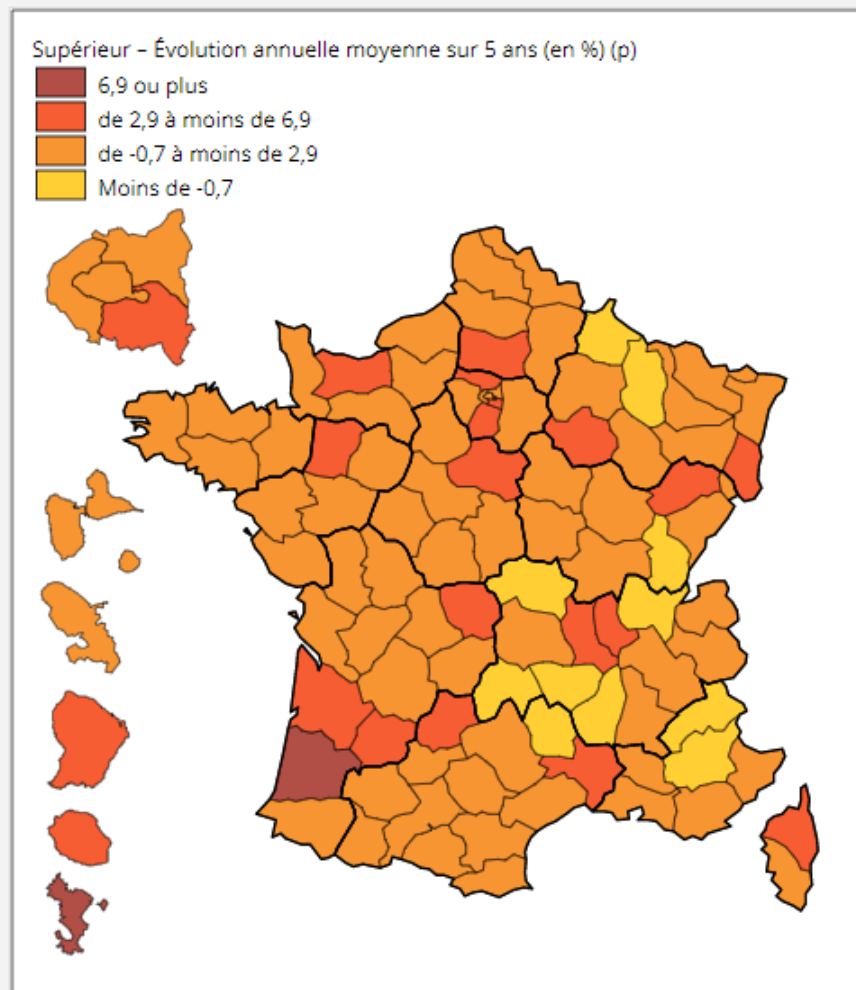 Supérieur – Évolution annuelle moyenne sur 5 ans (en %) (p)
6,9 ou plus
de 2,9 à moins de 6,9
de -0,7 à moins de 2,9
Moins de -0,7